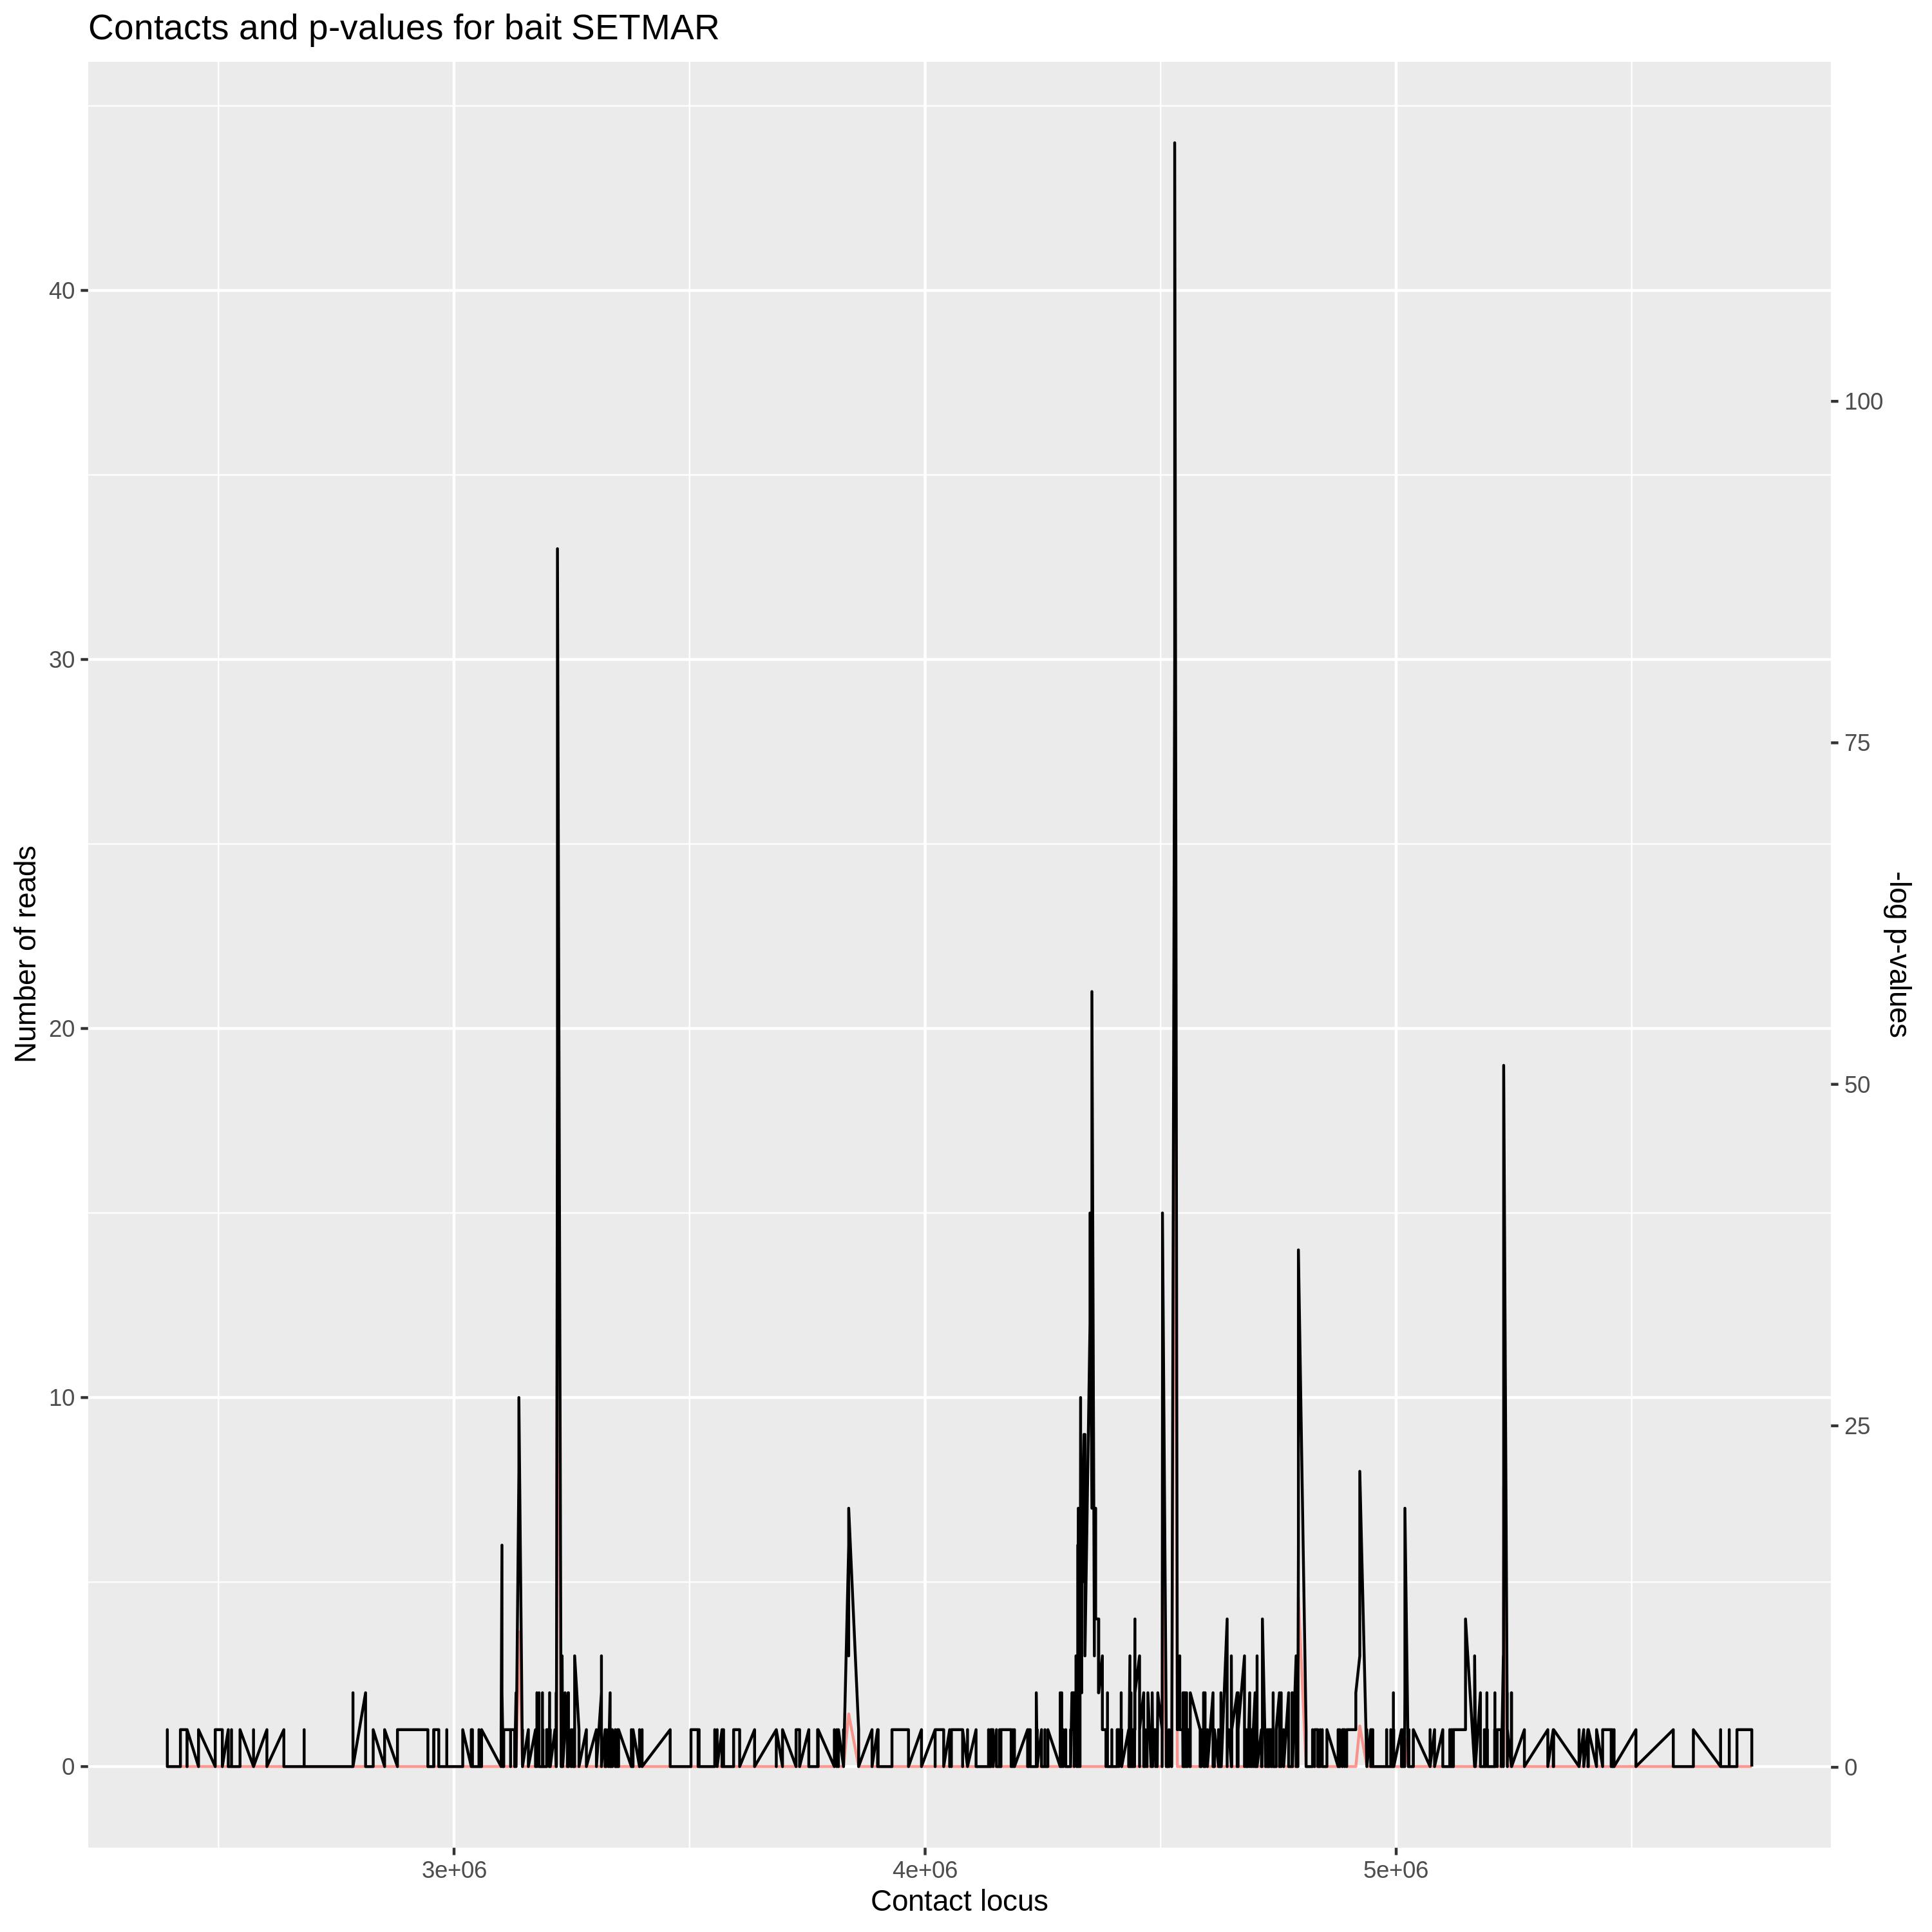 Contacts and p-values for bait SETMAR
40
30
20
10
0
Number of reads
100
75
50
25
0
-log p-values
3e+06
4e+06
5e+06
Contact locus